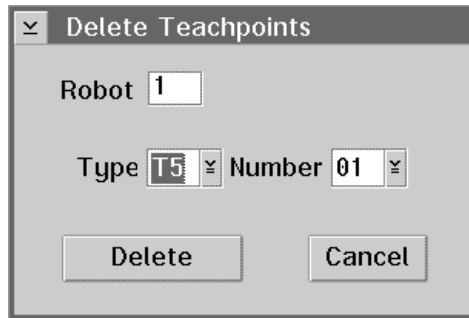 Delete Teachpoints
Robot 1
Type T5 Number 01
Delete Cancel